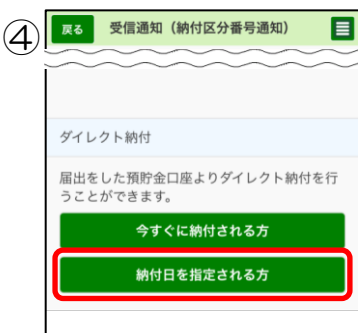 ④
戻る 受信通知（納付区分番号通知）
ダイレクト納付
届出をした預貯金口座よりダイレクト納付を行
うことができます。
今すぐに納付される方
納付日を指定される方